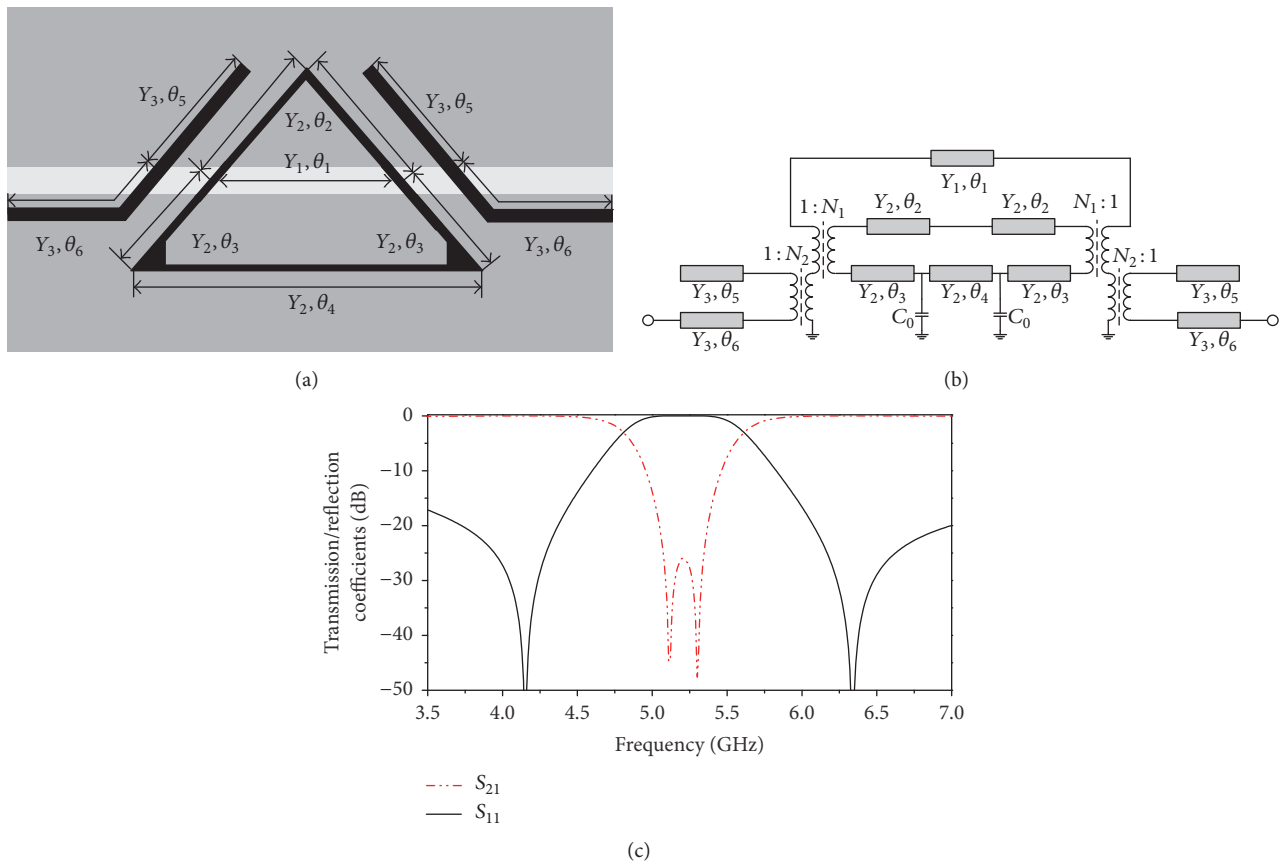 Y3, θ5
Y3, θ5
Y2, θ2
Y1, θ1
Y3, θ6
Y2, θ3
Y2, θ3
Y3, θ6
Y2, θ4
(a)
Y1, θ1
1 : N1
Y2, θ2
Y2, θ2
N1 : 1
1 : N2
N2 : 1
Y3, θ5
Y2, θ3
Y2, θ4
Y2, θ3
Y3, θ5
C0
C0
Y3, θ6
Y3, θ6
(b)
Transmission/reflection
coefficients (dB)
0
−10
−20
−30
−40
−50
3.5 4.0 4.5 5.0 5.5 6.0 6.5 7.0
Frequency (GHz)
S21
S11
(c)